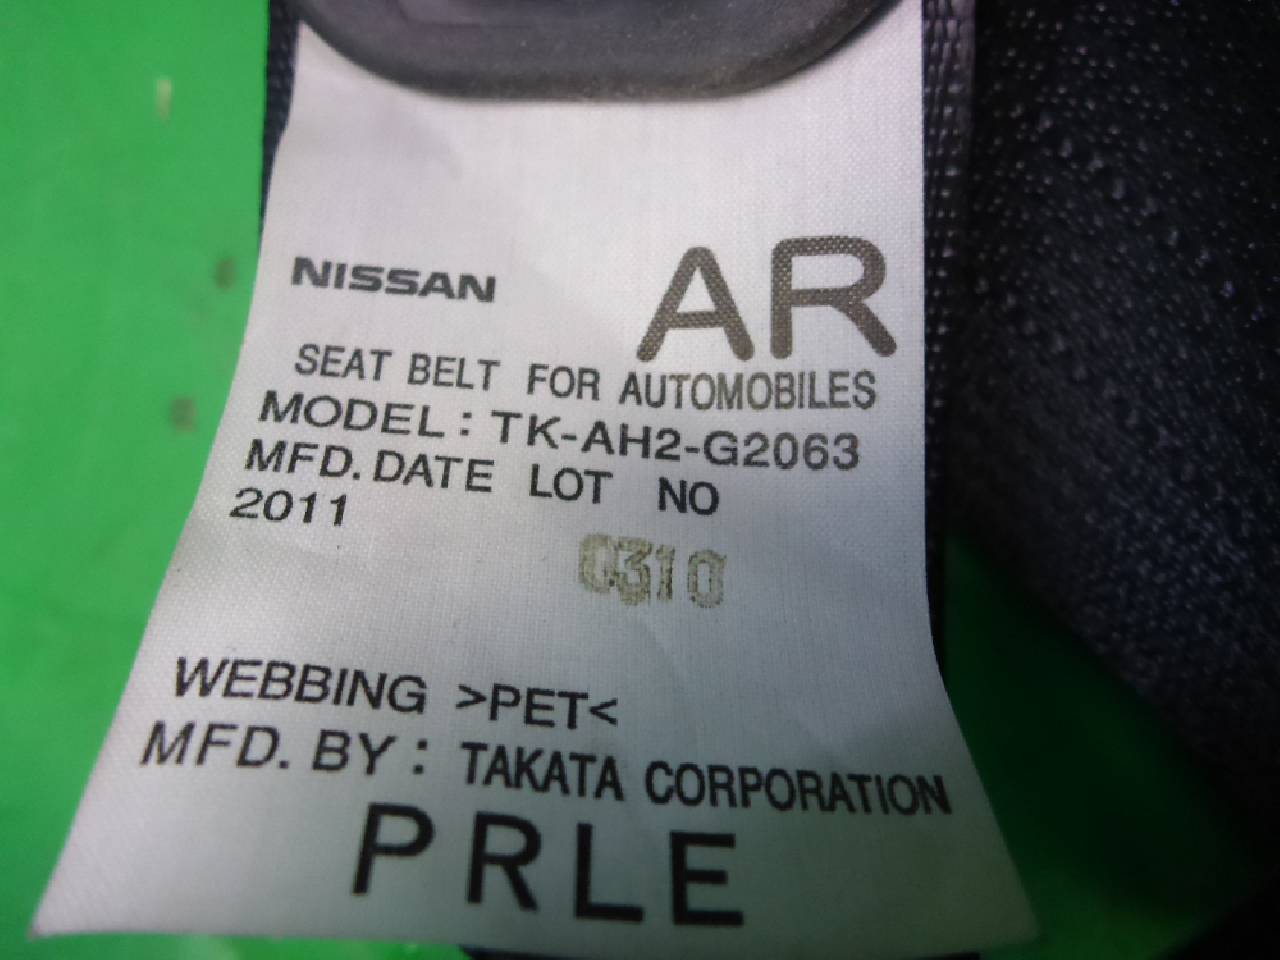 NISSAN AR
SEAT BELT FOR AUTOMOBILES
MODEL : TK-AH2-G2063
MFD. DATE LOT NO
2011
0310
WEBBING >PET<
MFD. BY : TAKATA CORPORATION
PRLE